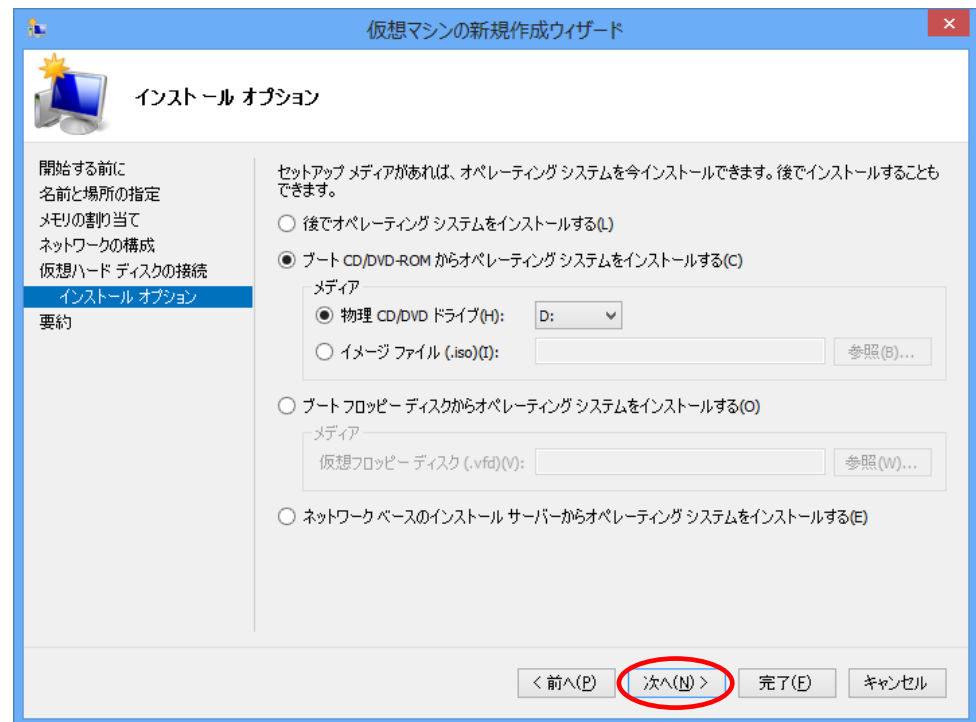 仮想マシンの新規作成ウィザード
インストール オプション
開始する前に
名前と場所の指定
メモリの割り当て
ネットワークの構成
仮想ハード ディスクの接続
インストール オプション
要約
セットアップ メディアがあれば、オペレーティング システムを今インストールできます。後でインストールすることも
できます。
後でオペレーティング システムをインストールする(L)
ブート CD/DVD-ROM からオペレーティング システムをインストールする(C)
メディア
物理 CD/DVD ドライブ(H): D:
イメージ ファイル (.iso)(I): 参照(B)...
ブート フロッピー ディスクからオペレーティング システムをインストールする(O)
メディア
仮想フロッピー ディスク (.vfd)(V): 参照(W)...
ネットワーク ベースのインストール サーバーからオペレーティング システムをインストールする(E)
< 前へ(P) 次へ(N) > 完了(F) キャンセル